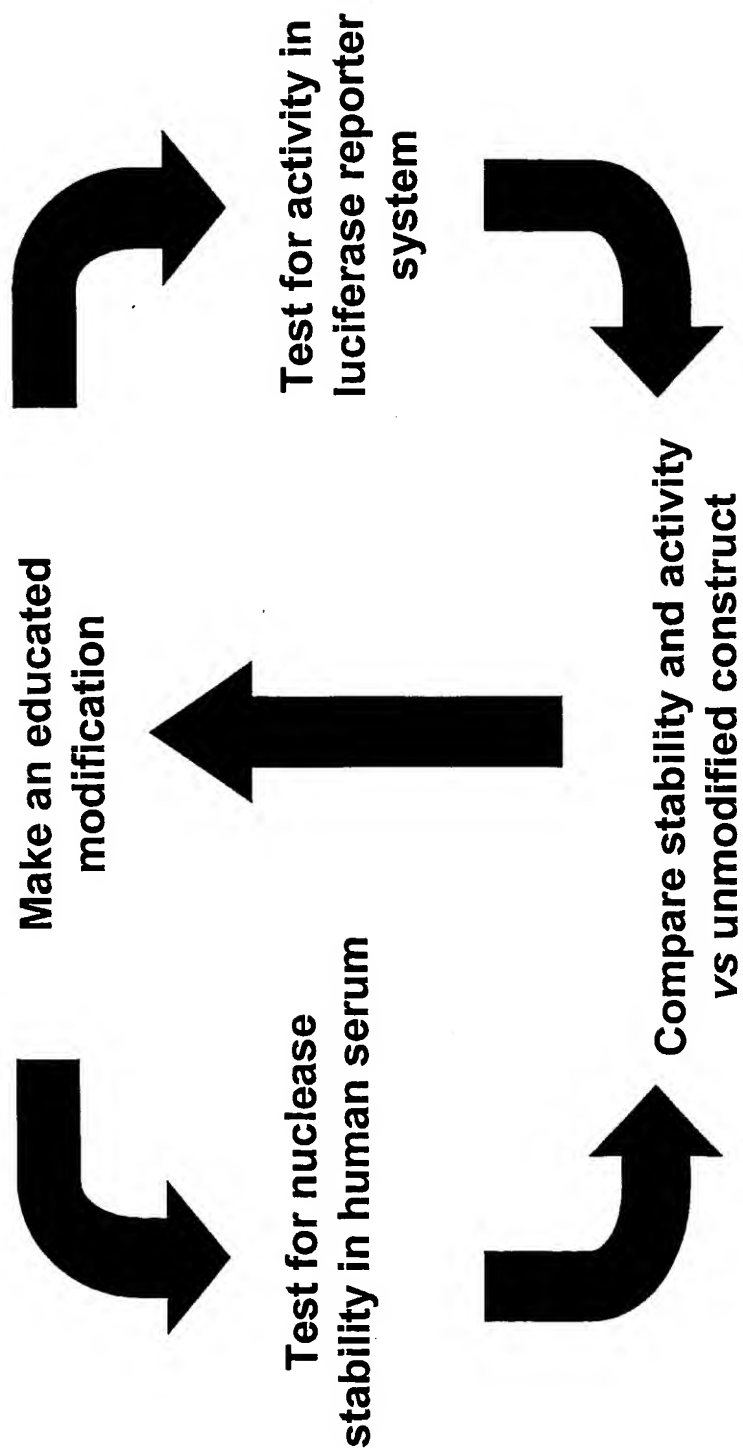 Make an educated
modification
Test for nuclease
stability in human serum
Test for activity in
luciferase reporter
system
Compare stability and activity
vs unmodified construct